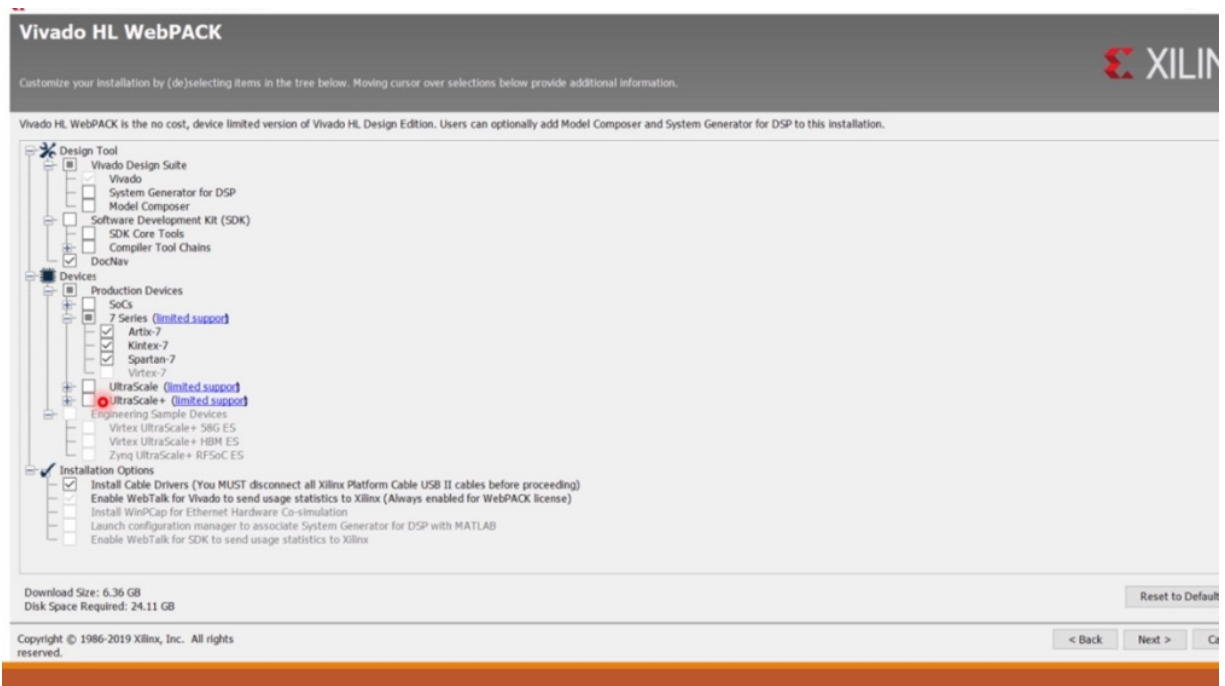 Vivado HL WebPACK
XILIN
Customize your installation by (de)selecting items in the tree below. Moving cursor over selections below provide additional information.
Vivado HL WebPACK is the no cost, device limited version of Vivado HL Design Edition. Users can optionally add Model Composer and System Generator for DSP to this installation.
Design Tool
Vivado Design Suite
Vivado
System Generator for DSP
Model Composer
Software Development Kit (SDK)
SDK Core Tools
Compiler Tool Chains
DocNav
Devices
Production Devices
SoCs
7 Series (limited support)
Artix-7
Kintex-7
Spartan-7
Virtex-7
UltraScale (limited support)
UltraScale+ (limited support)
Engineering Sample Devices
Virtex UltraScale+ 58G ES
Virtex UltraScale+ HBM ES
Zynq UltraScale+ RFSoC ES
Installation Options
Install Cable Drivers (You MUST disconnect all Xilinx Platform Cable USB II cables before proceeding)
Enable WebTalk for Vivado to send usage statistics to Xilinx (Always enabled for WebPACK license)
Install WinPCap for Ethernet Hardware Co-simulation
Launch configuration manager to associate System Generator for DSP with MATLAB
Enable WebTalk for SDK to send usage statistics to Xilinx
Download Size: 6.36 GB
Disk Space Required: 24.11 GB
Reset to Default
Copyright © 1986-2019 Xilinx, Inc. All rights
reserved.
< Back Next > Ca